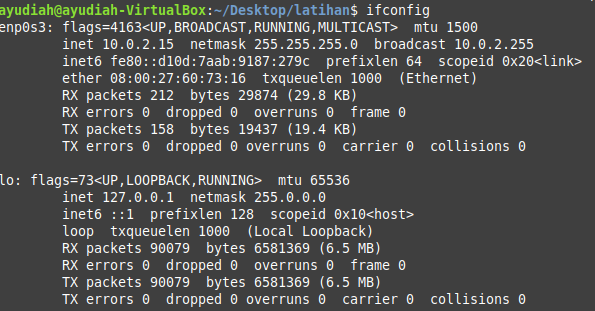 ayudiah@ayudiah-VirtualBox:~/Desktop/latihan$ ifconfig
enp0s3: flags=4163<UP,BROADCAST,RUNNING,MULTICAST>  mtu 1500
        inet 10.0.2.15  netmask 255.255.255.0  broadcast 10.0.2.255
        inet6 fe80::d10d:7aab:9187:279c  prefixlen 64  scopeid 0x20<link>
        ether 08:00:27:60:73:16  txqueuelen 1000  (Ethernet)
        RX packets 212  bytes 29874 (29.8 KB)
        RX errors 0  dropped 0  overruns 0  frame 0
        TX packets 158  bytes 19437 (19.4 KB)
        TX errors 0  dropped 0 overruns 0  carrier 0  collisions 0

lo: flags=73<UP,LOOPBACK,RUNNING>  mtu 65536
        inet 127.0.0.1  netmask 255.0.0.0
        inet6 ::1  prefixlen 128  scopeid 0x10<host>
        loop  txqueuelen 1000  (Local Loopback)
        RX packets 90079  bytes 6581369 (6.5 MB)
        RX errors 0  dropped 0  overruns 0  frame 0
        TX packets 90079  bytes 6581369 (6.5 MB)
        TX errors 0  dropped 0 overruns 0  carrier 0  collisions 0